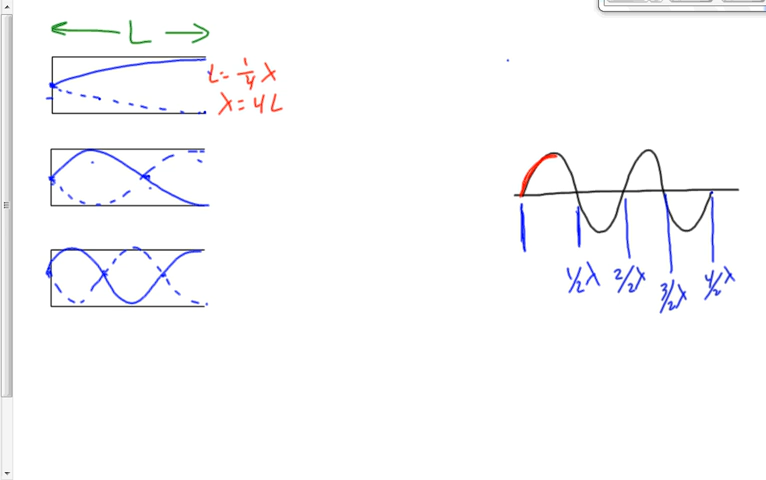 L
L = 1/4 λ
λ = 4L
1/2 λ 2/2 λ 3/2 λ 4/2 λ